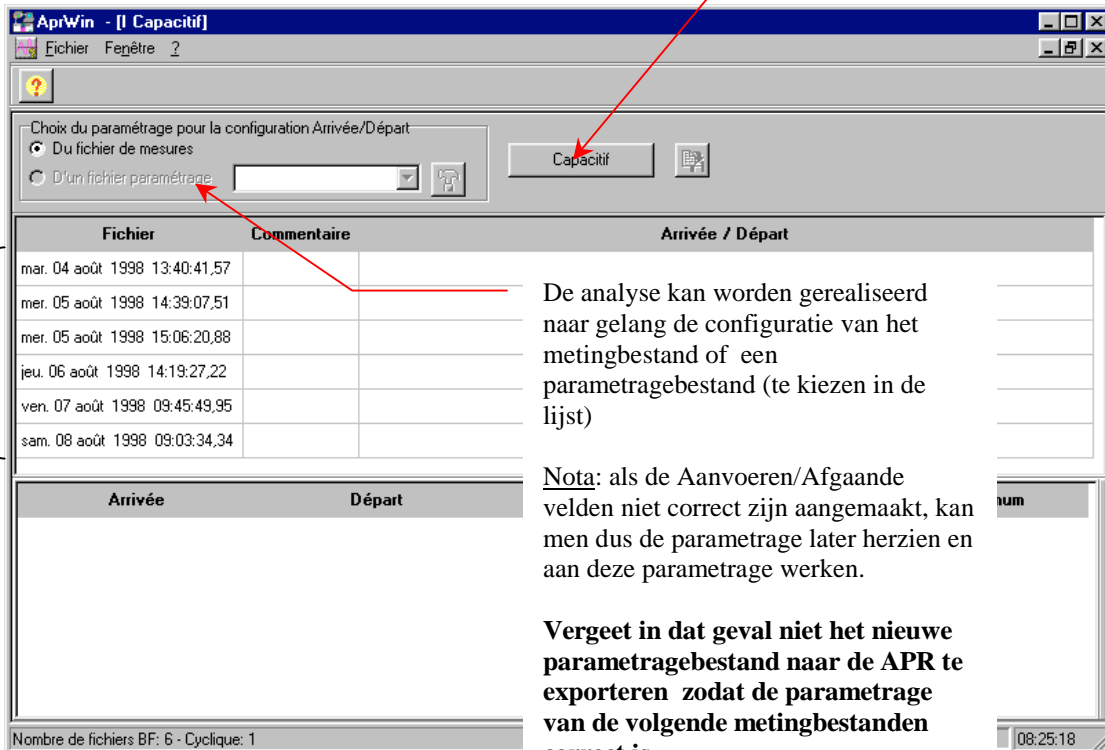 AprWin - [I Capacitif]
Fichier Fenêtre ?
Choix du paramétrage pour la configuration Arrivée/Départ
Du fichier de mesures
D'un fichier paramétrage
Capacitif
Fichier Commentaire Arrivée / Départ
mar. 04 août 1998 13:40:41,57
mer. 05 août 1998 14:39:07,51
mer. 05 août 1998 15:06:20,88
jeu. 06 août 1998 14:19:27,22
ven. 07 août 1998 09:45:49,95
sam. 08 août 1998 09:03:34,34
De analyse kan worden gerealiseerd
naar gelang de configuratie van het
metingbestand of een
parametragebestand (te kiezen in de
lijst)
Nota: als de Aanvoeren/Afgaande
velden niet correct zijn aangemaakt, kan
men dus de parametrage later herzien en
aan deze parametrage werken.
Vergeet in dat geval niet het nieuwe
parametragebestand naar de APR te
exporteren zodat de parametrage
van de volgende metingbestanden
Arrivée Départ
Nombre de fichiers BF: 6 - Cyclique: 1
08:25:18